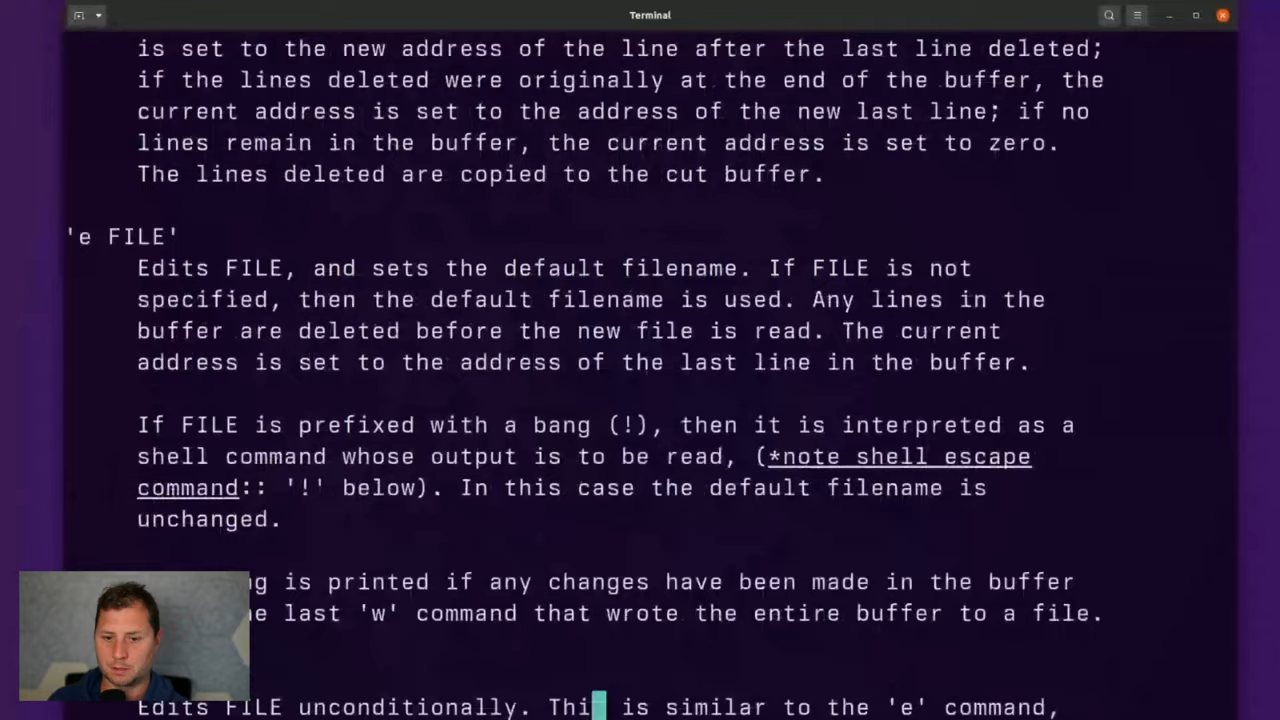 Terminal
is set to the new address of the line after the last line deleted;
if the lines deleted were originally at the end of the buffer, the
current address is set to the address of the new last line; if no
lines remain in the buffer, the current address is set to zero.
The lines deleted are copied to the cut buffer.
'e FILE'
Edits FILE, and sets the default filename. If FILE is not
specified, then the default filename is used. Any lines in the
buffer are deleted before the new file is read. The current
address is set to the address of the last line in the buffer.
If FILE is prefixed with a bang (!), then it is interpreted as a
shell command whose output is to be read, (*note shell escape
command:: '!' below). In this case the default filename is
unchanged.
is printed if any changes have been made in the buffer
last 'w' command that wrote the entire buffer to a file.
Edits FILE unconditionally. Thi is similar to the 'e' command,